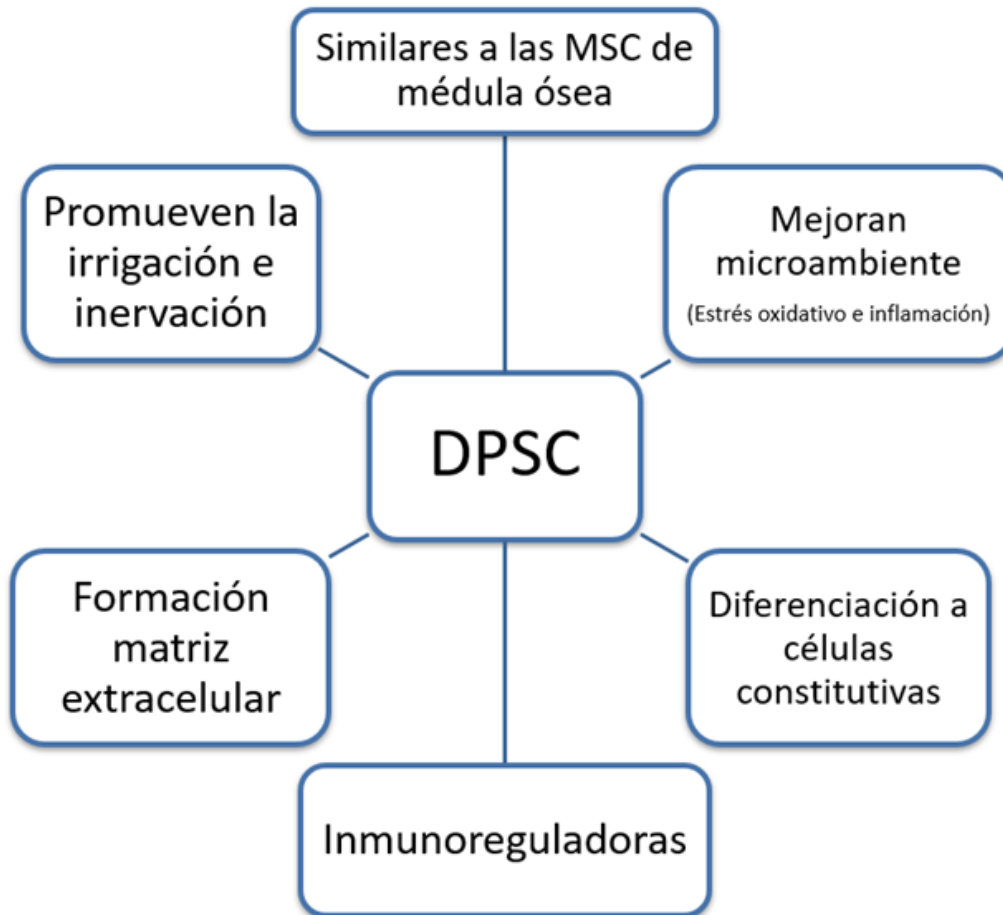 Similares a las MSC de
médula ósea
Promueven la
irrigación e
inervación
Mejoran
microambiente
(Estrés oxidativo e inflamación)
DPSC
Formación
matriz
extracelular
Diferenciación a
células
constitutivas
Inmunoreguladoras